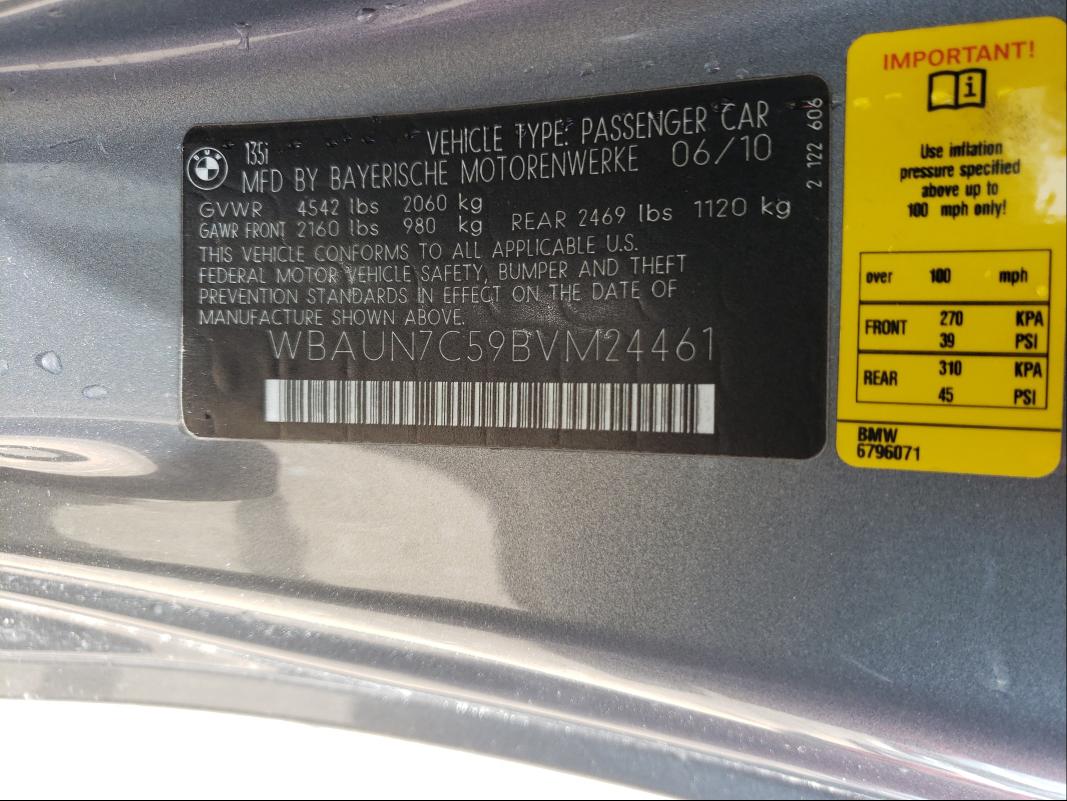 BMW
135i
VEHICLE TYPE: PASSENGER CAR
MFD BY BAYERISCHE MOTORENWERKE 06/10
GVWR 4542 lbs 2060 kg
GAWR FRONT 2160 lbs 980 kg REAR 2469 lbs 1120 kg
THIS VEHICLE CONFORMS TO ALL APPLICABLE U.S.
FEDERAL MOTOR VEHICLE SAFETY, BUMPER AND THEFT
PREVENTION STANDARDS IN EFFECT ON THE DATE OF
MANUFACTURE SHOWN ABOVE.
WBAUN7C59BVM24461
2 122 606
IMPORTANT!
i
Use inflation
pressure specified
above up to
100 mph only!
over 100 mph
FRONT 270 KPA
39 PSI
REAR 310 KPA
45 PSI
BMW
6796071